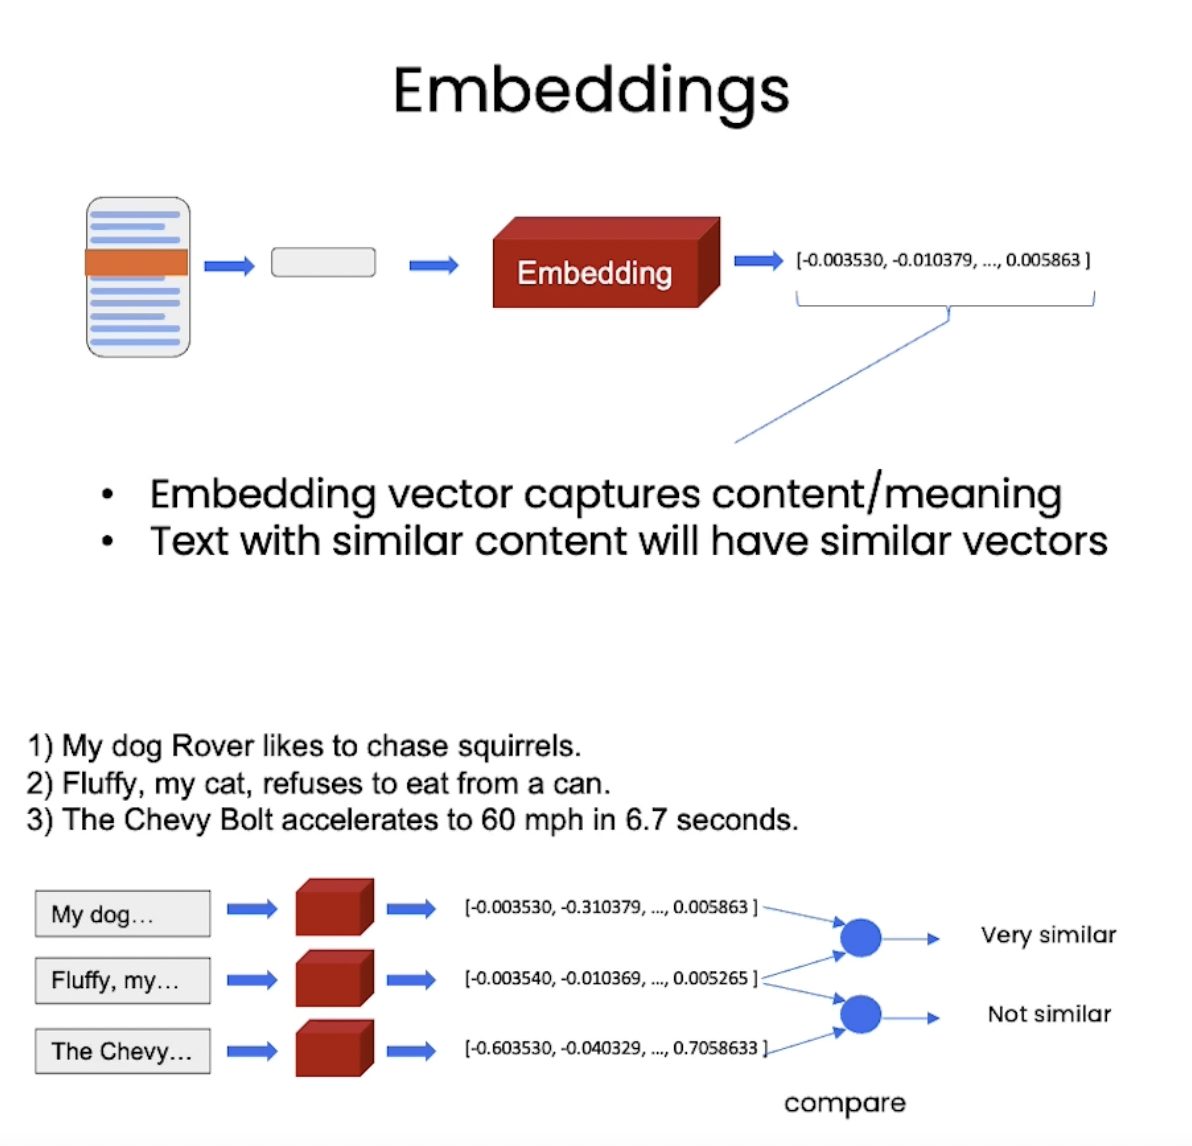 Embeddings
Embedding
[-0.003530, -0.010379, ..., 0.005863 ]
• Embedding vector captures content/meaning
• Text with similar content will have similar vectors
1) My dog Rover likes to chase squirrels.
2) Fluffy, my cat, refuses to eat from a can.
3) The Chevy Bolt accelerates to 60 mph in 6.7 seconds.
My dog...
[-0.003530, -0.310379, ..., 0.005863 ]
Very similar
Fluffy, my...
[-0.003540, -0.010369, ..., 0.005265 ]
Not similar
The Chevy...
[-0.603530, -0.040329, ..., 0.7058633 ]
compare